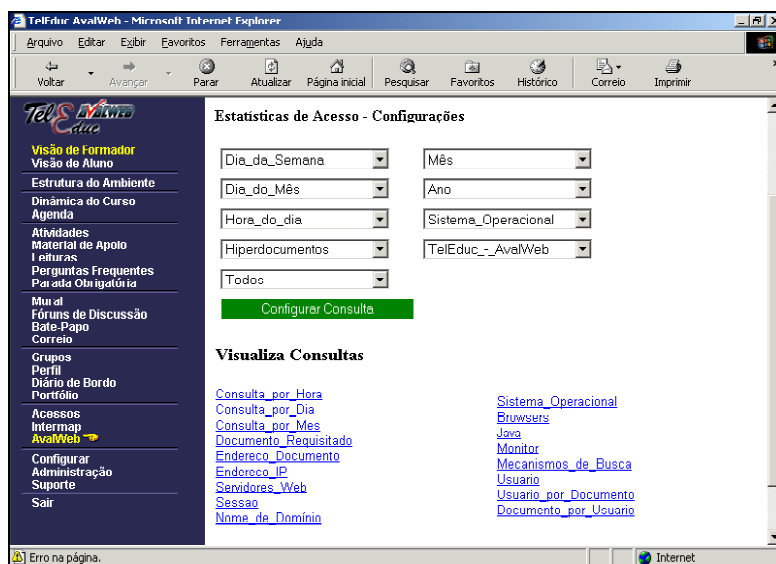 TelEduc AvalWeb - Microsoft Internet Explorer
Arquivo Editar Exibir Favoritos Ferramentas Ajuda
Voltar Avançar Parar Atualizar Página inicial Pesquisar Favoritos Histórico Correio Imprimir
TelEduc AvalWeb
Visão de Formador
Visão de Aluno
Estrutura do Ambiente
Dinâmica do Curso
Agenda
Atividades
Material de Apoio
Leituras
Perguntas Frequentes
Parada Obrigatória
Mural
Fóruns de Discussão
Bate-Papo
Correio
Grupos
Perfil
Diário de Bordo
Portfólio
Acessos
Intermap
AvalWeb
Configurar
Administração
Suporte
Sair
Estatísticas de Acesso - Configurações
Dia_da_Semana Mês
Dia_do_Mês Ano
Hora_do_dia Sistema_Operacional
Hiperdocumentos TelEduc_-_AvalWeb
Todos
Configurar Consulta
Visualiza Consultas
Consulta_por_Hora
Consulta_por_Dia
Consulta_por_Mes
Documento_Requisitado
Endereco_Documento
Endereco_IP
Servidores_Web
Sessao
Nome_de_Domínio
Sistema_Operacional
Browsers
Java
Monitor
Mecanismos_de_Busca
Usuario
Usuario_por_Documento
Documento_por_Usuario
Erro na página. Internet